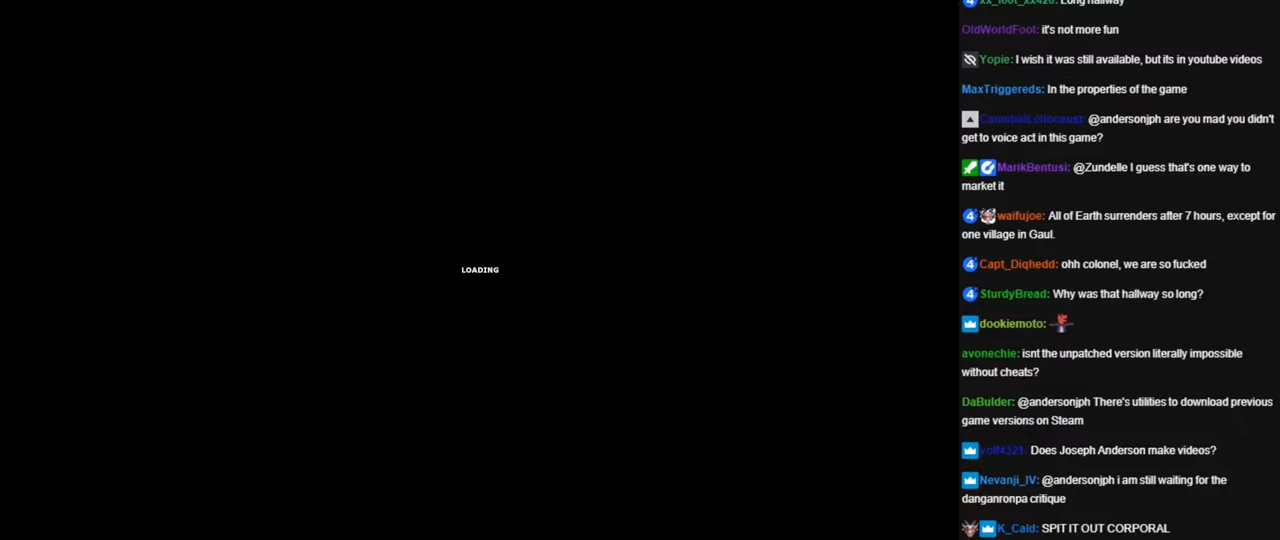 LOADING
Long hallway
OldWorldFool: it's not more fun
Yopie: I wish it was still available, but its in youtube videos
MaxTriggereds: In the properties of the game
@andersonjph are you mad you didn't
get to voice act in this game?
MarikBentusi: @Zundelle I guess that's one way to
market it
waifujoe: All of Earth surrenders after 7 hours, except for
one village in Gaul.
Capt_Diqhedd: ohh colonel, we are so fucked
SturdyBread: Why was that hallway so long?
dookiemoto:
avonechie: isnt the unpatched version literally impossible
without cheats?
DaBulder: @andersonjph There's utilities to download previous
game versions on Steam
volf4321: Does Joseph Anderson make videos?
Nevanji_IV: @andersonjph i am still waiting for the
danganronpa critique
K_Cald: SPIT IT OUT CORPORAL